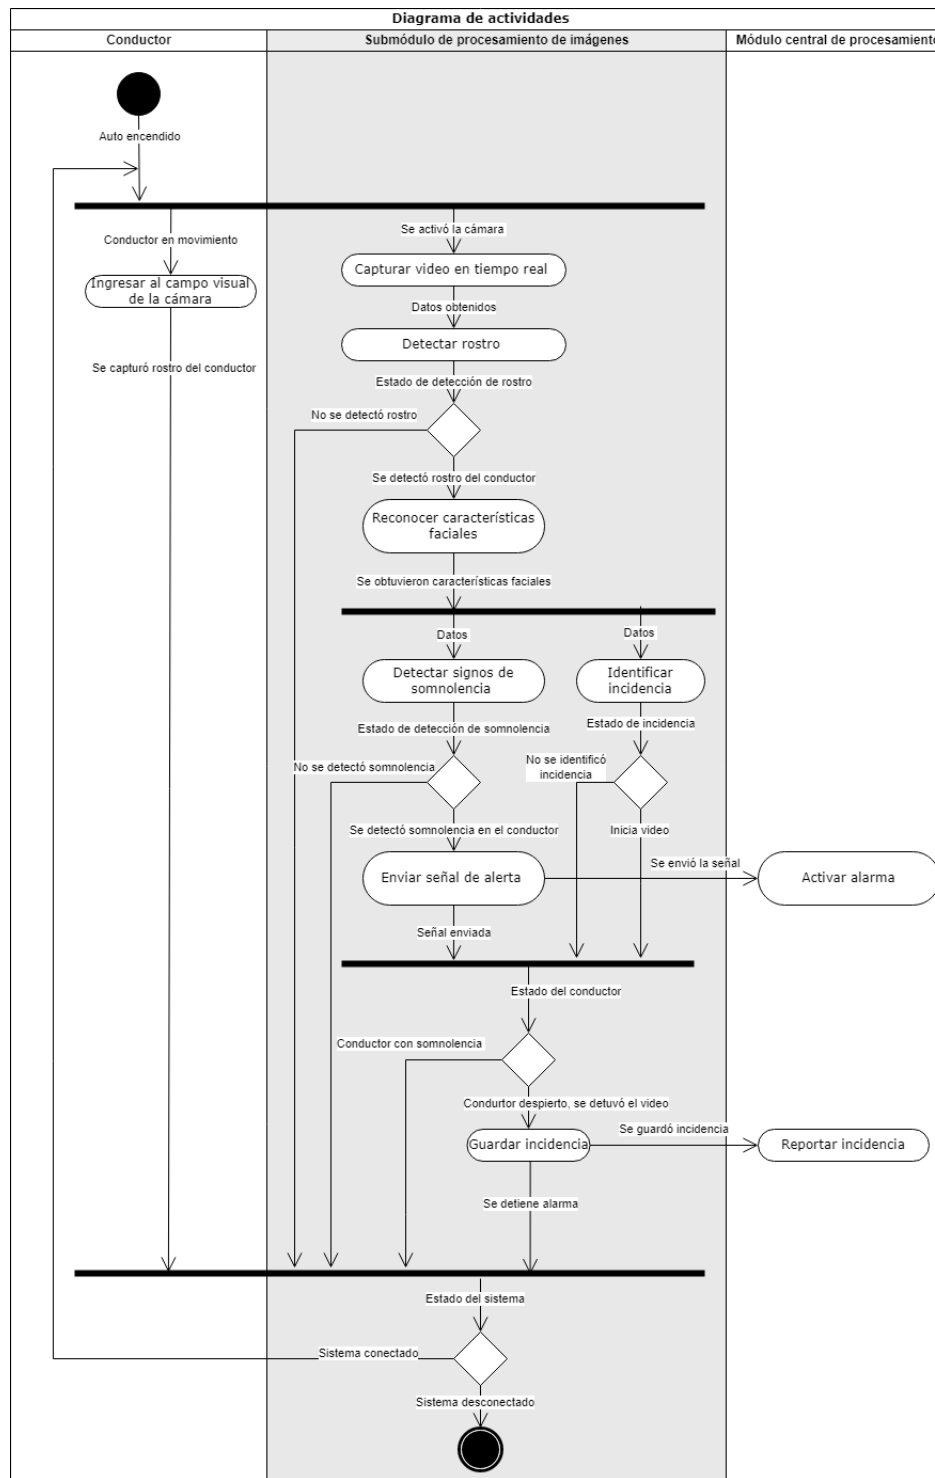 Diagrama de actividades
Conductor
Submódulo de procesamiento de imágenes
Módulo central de procesamiento
Auto encendido
Conductor en movimiento
Se activó la cámara
Ingresar al campo visual
de la cámara
Capturar video en tiempo real
Datos obtenidos
Detectar rostro
Se capturó rostro del conductor
Estado de detección de rostro
No se detectó rostro
Se detectó rostro del conductor
Reconocer características
faciales
Se obtuvieron características faciales
Datos
Datos
Detectar signos de
somnolencia
Identificar
incidencia
Estado de detección de somnolencia
Estado de incidencia
No se detectó somnolencia
No se identificó
incidencia
Se detectó somnolencia en el conductor
Inicia video
Enviar señal de alerta
Se envió la señal
Activar alarma
Señal enviada
Estado del conductor
Conductor con somnolencia
Condurtor despierto, se detuvó el video
Guardar incidencia
Se guardó incidencia
Reportar incidencia
Se detiene alarma
Estado del sistema
Sistema conectado
Sistema desconectado